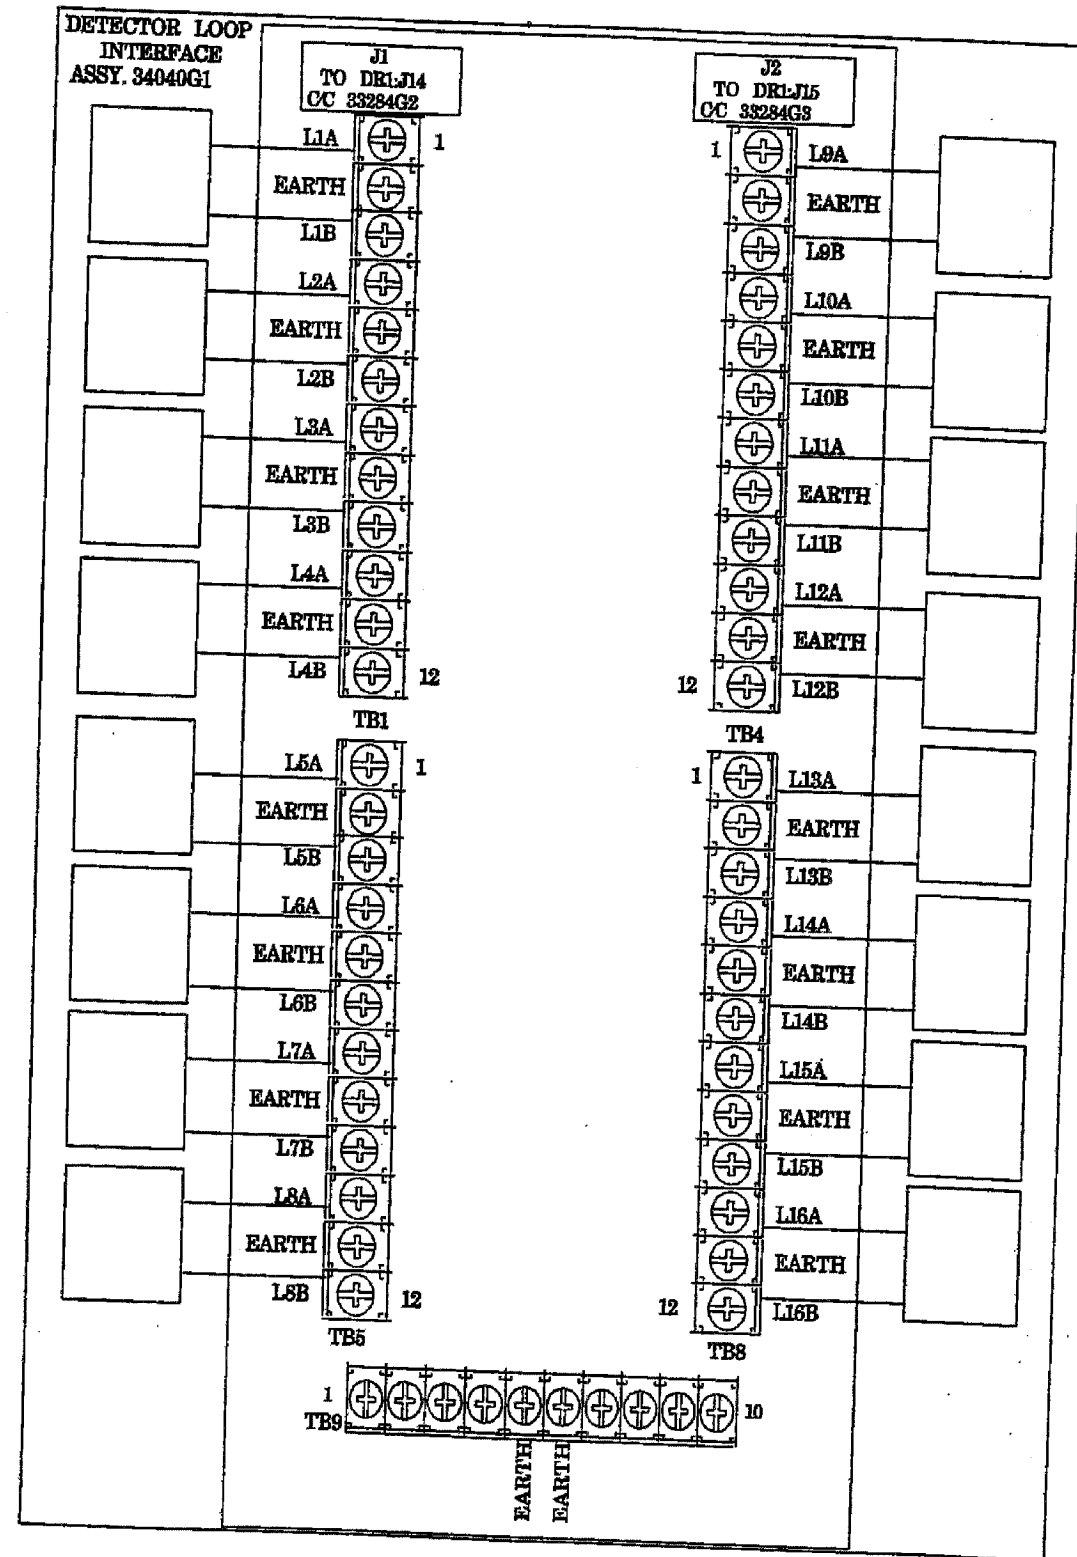 DETECTOR LOOP
INTERFACE
ASSY. 34040G1
J1
TO DR1:J14
C/C 33284G2
L1A
1
EARTH
L1B
L2A
EARTH
L2B
L3A
EARTH
L3B
L4A
EARTH
L4B
12
TB1
L5A
1
EARTH
L5B
L6A
EARTH
L6B
L7A
EARTH
L7B
L8A
EARTH
L8B
12
TB5
J2
TO DR1:J15
C/C 33284G3
1
L9A
EARTH
L9B
L10A
EARTH
L10B
L11A
EARTH
L11B
L12A
EARTH
12
L12B
TB4
1
L13A
EARTH
L13B
L14A
EARTH
L14B
L15A
EARTH
L15B
L16A
EARTH
12
L16B
TB8
1
TB9
10
EARTH
EARTH